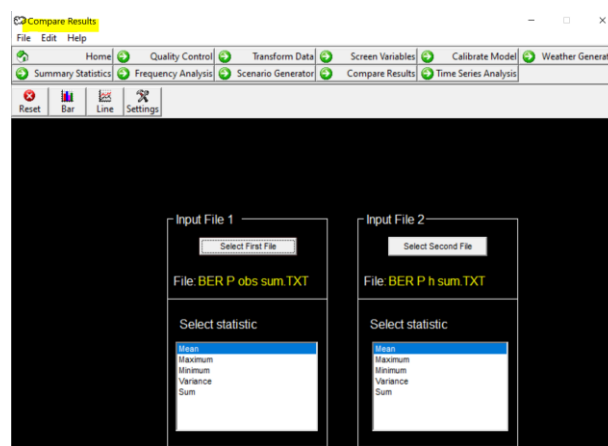 Compare Results
File Edit Help
Home Quality Control Transform Data Screen Variables Calibrate Model Weather Generat
Summary Statistics Frequency Analysis Scenario Generator Compare Results Time Series Analysis
Reset Bar Line Settings
Input File 1 Input File 2
Select First File Select Second File
File: BER P obs sum.TXT File: BER P h sum.TXT
Select statistic Select statistic
Mean Mean
Maximum Maximum
Minimum Minimum
Variance Variance
Sum Sum